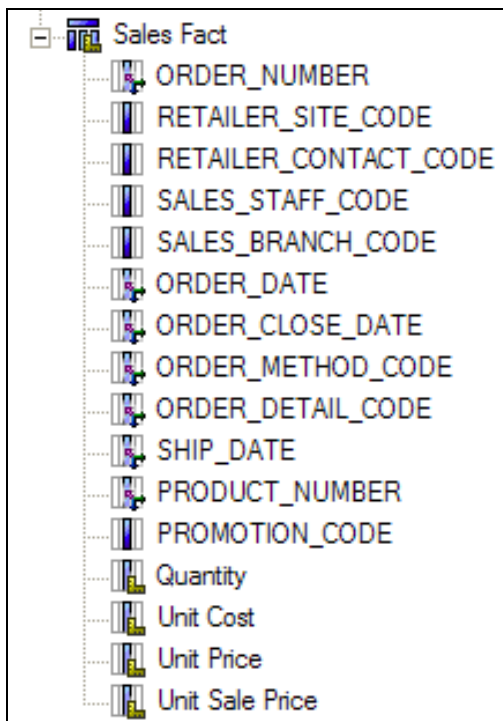 Sales Fact
ORDER_NUMBER
RETAILER_SITE_CODE
RETAILER_CONTACT_CODE
SALES_STAFF_CODE
SALES_BRANCH_CODE
ORDER_DATE
ORDER_CLOSE_DATE
ORDER_METHOD_CODE
ORDER_DETAIL_CODE
SHIP_DATE
PRODUCT_NUMBER
PROMOTION_CODE
Quantity
Unit Cost
Unit Price
Unit Sale Price